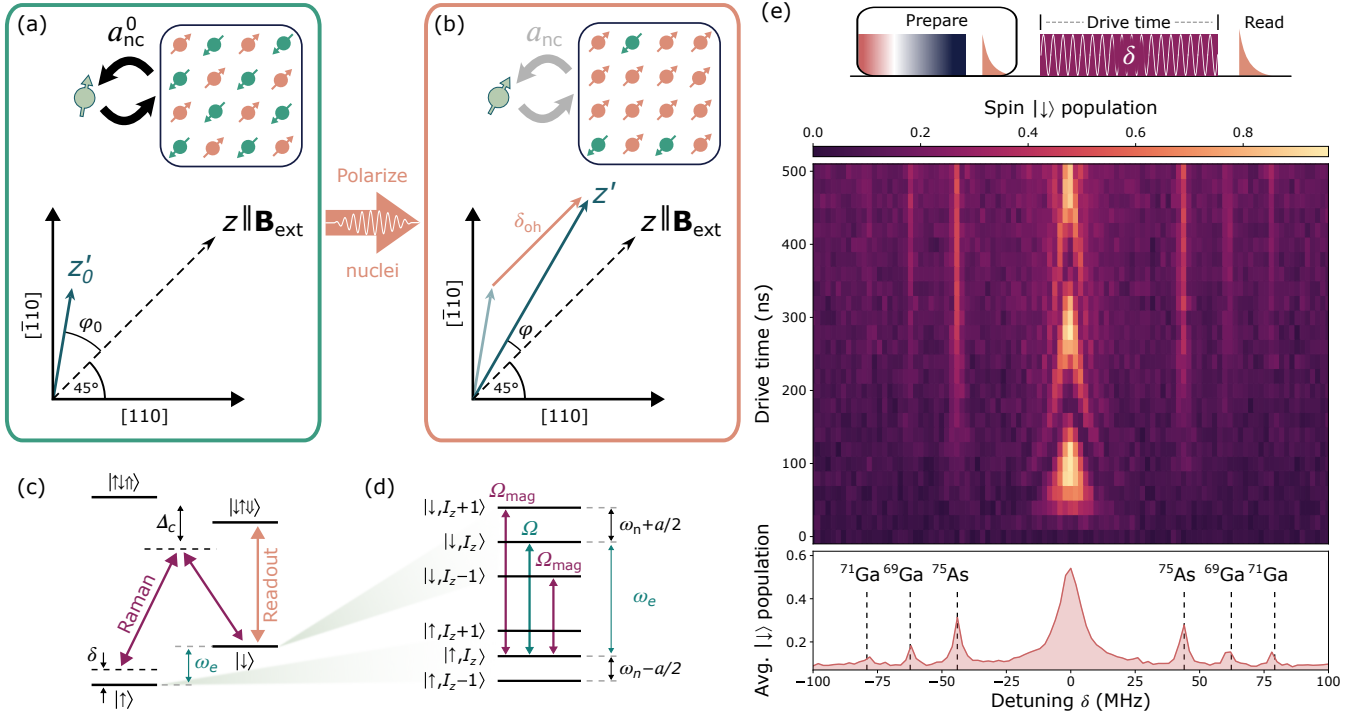 (a)
a⁰nc
z′0
φ0
z∥Bext
45°
[1̄10]
[110]
Polarize
nuclei
(b)
anc
δoh
z′
z∥Bext
φ
45°
[1̄10]
[110]
(c)
|↑↓⇑⟩
|↓↑⇓⟩
Δc
Raman
Readout
δ
ωe
|↓⟩
|↑⟩
(d)
Ωmag
|↓,Iz+1⟩
Ω
ωn+a/2
|↓,Iz⟩
Ωmag
|↓,Iz−1⟩
ωe
|↑,Iz+1⟩
|↑,Iz⟩
ωn−a/2
|↑,Iz−1⟩
(e)
Prepare
Drive time
Read
δ
Spin |↓⟩ population
0.0 0.2 0.4 0.6 0.8
Drive time (ns)
500
400
300
200
100
0
Avg. |↓⟩ population
0.6
0.4
0.2
⁷¹Ga ⁶⁹Ga ⁷⁵As ⁷⁵As ⁶⁹Ga ⁷¹Ga
−100 −75 −50 −25 0 25 50 75 100
Detuning δ (MHz)